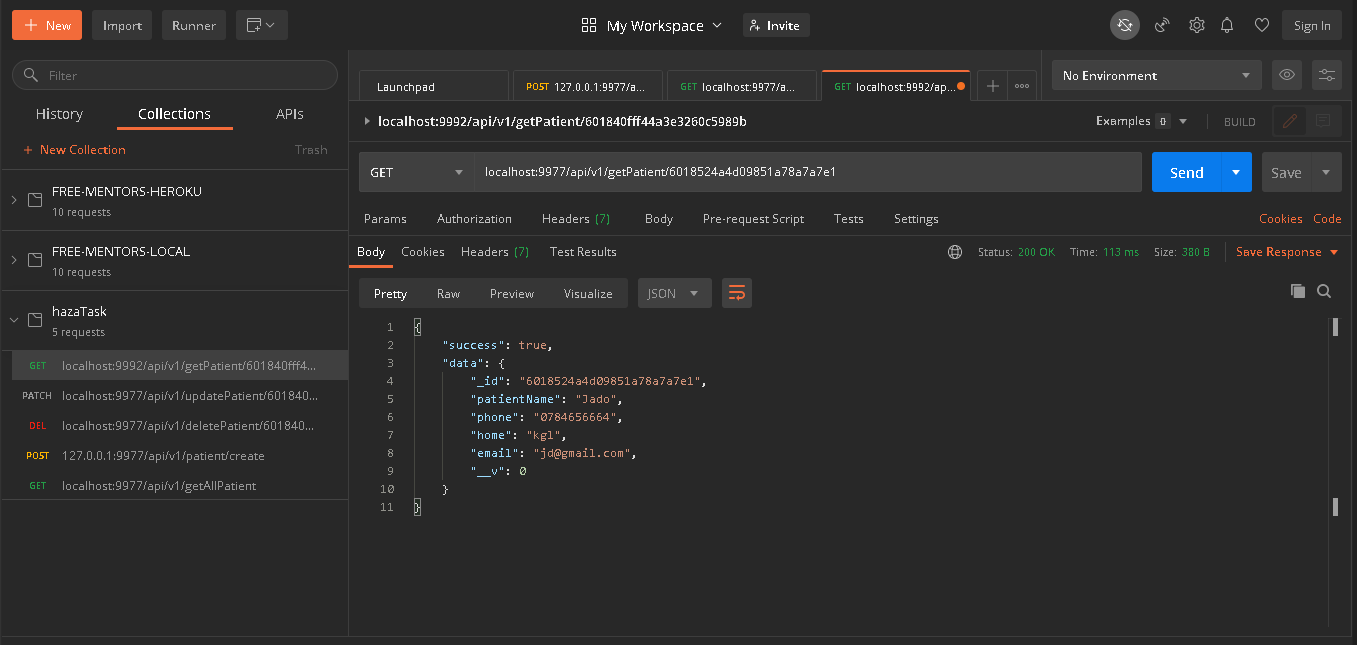 New Import Runner My Workspace Invite Sign In
Filter
History Collections APIs
+ New Collection Trash
FREE-MENTORS-HEROKU
10 requests
FREE-MENTORS-LOCAL
10 requests
hazaTask
5 requests
GET localhost:9992/api/v1/getPatient/601840fff4...
PATCH localhost:9977/api/v1/updatePatient/601840...
DEL localhost:9977/api/v1/deletePatient/601840...
POST 127.0.0.1:9977/api/v1/patient/create
GET localhost:9977/api/v1/getAllPatient
Launchpad POST 127.0.0.1:9977/a... GET localhost:9977/a... GET localhost:9992/ap... No Environment
localhost:9992/api/v1/getPatient/601840fff44a3e3260c5989b Examples 0 BUILD
GET localhost:9977/api/v1/getPatient/6018524a4d09851a78a7a7e1 Send Save
Params Authorization Headers (7) Body Pre-request Script Tests Settings Cookies Code
Body Cookies Headers (7) Test Results Status: 200 OK Time: 113 ms Size: 380 B Save Response
Pretty Raw Preview Visualize JSON
1 {
2 "success": true,
3 "data": {
4 "_id": "6018524a4d09851a78a7a7e1",
5 "patientName": "Jado",
6 "phone": "0784656664",
7 "home": "kgl",
8 "email": "jd@gmail.com",
9 "__v": 0
10 }
11 }